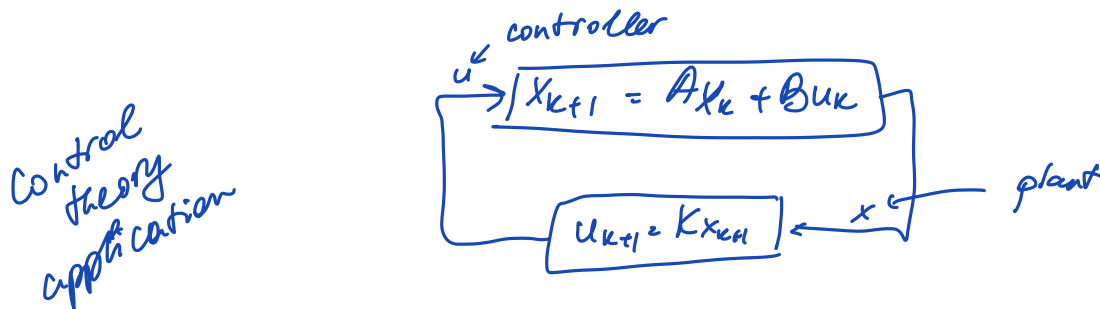 controller
u
x_{k+1} = Ax_k + Bu_k
control
theory
application
plant
x
u_{k+1} = Kx_{k+1}